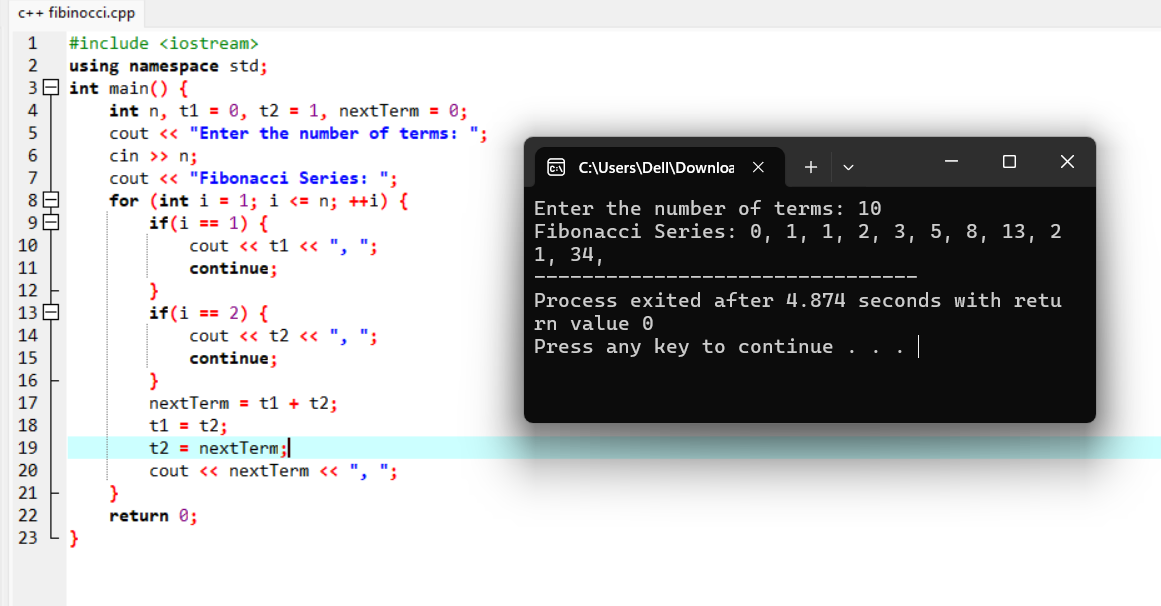 c++ fibinocci.cpp
1 #include <iostream>
2 using namespace std;
3 int main() {
4     int n, t1 = 0, t2 = 1, nextTerm = 0;
5     cout << "Enter the number of terms: ";
6     cin >> n;
7     cout << "Fibonacci Series: ";
8     for (int i = 1; i <= n; ++i) {
9         if(i == 1) {
10             cout << t1 << ", ";
11             continue;
12         }
13         if(i == 2) {
14             cout << t2 << ", ";
15             continue;
16         }
17         nextTerm = t1 + t2;
18         t1 = t2;
19         t2 = nextTerm;
20         cout << nextTerm << ", ";
21     }
22     return 0;
23 }
C:\Users\Dell\Downloa
Enter the number of terms: 10
Fibonacci Series: 0, 1, 1, 2, 3, 5, 8, 13, 2
1, 34,
--------------------------------
Process exited after 4.874 seconds with retu
rn value 0
Press any key to continue . . .